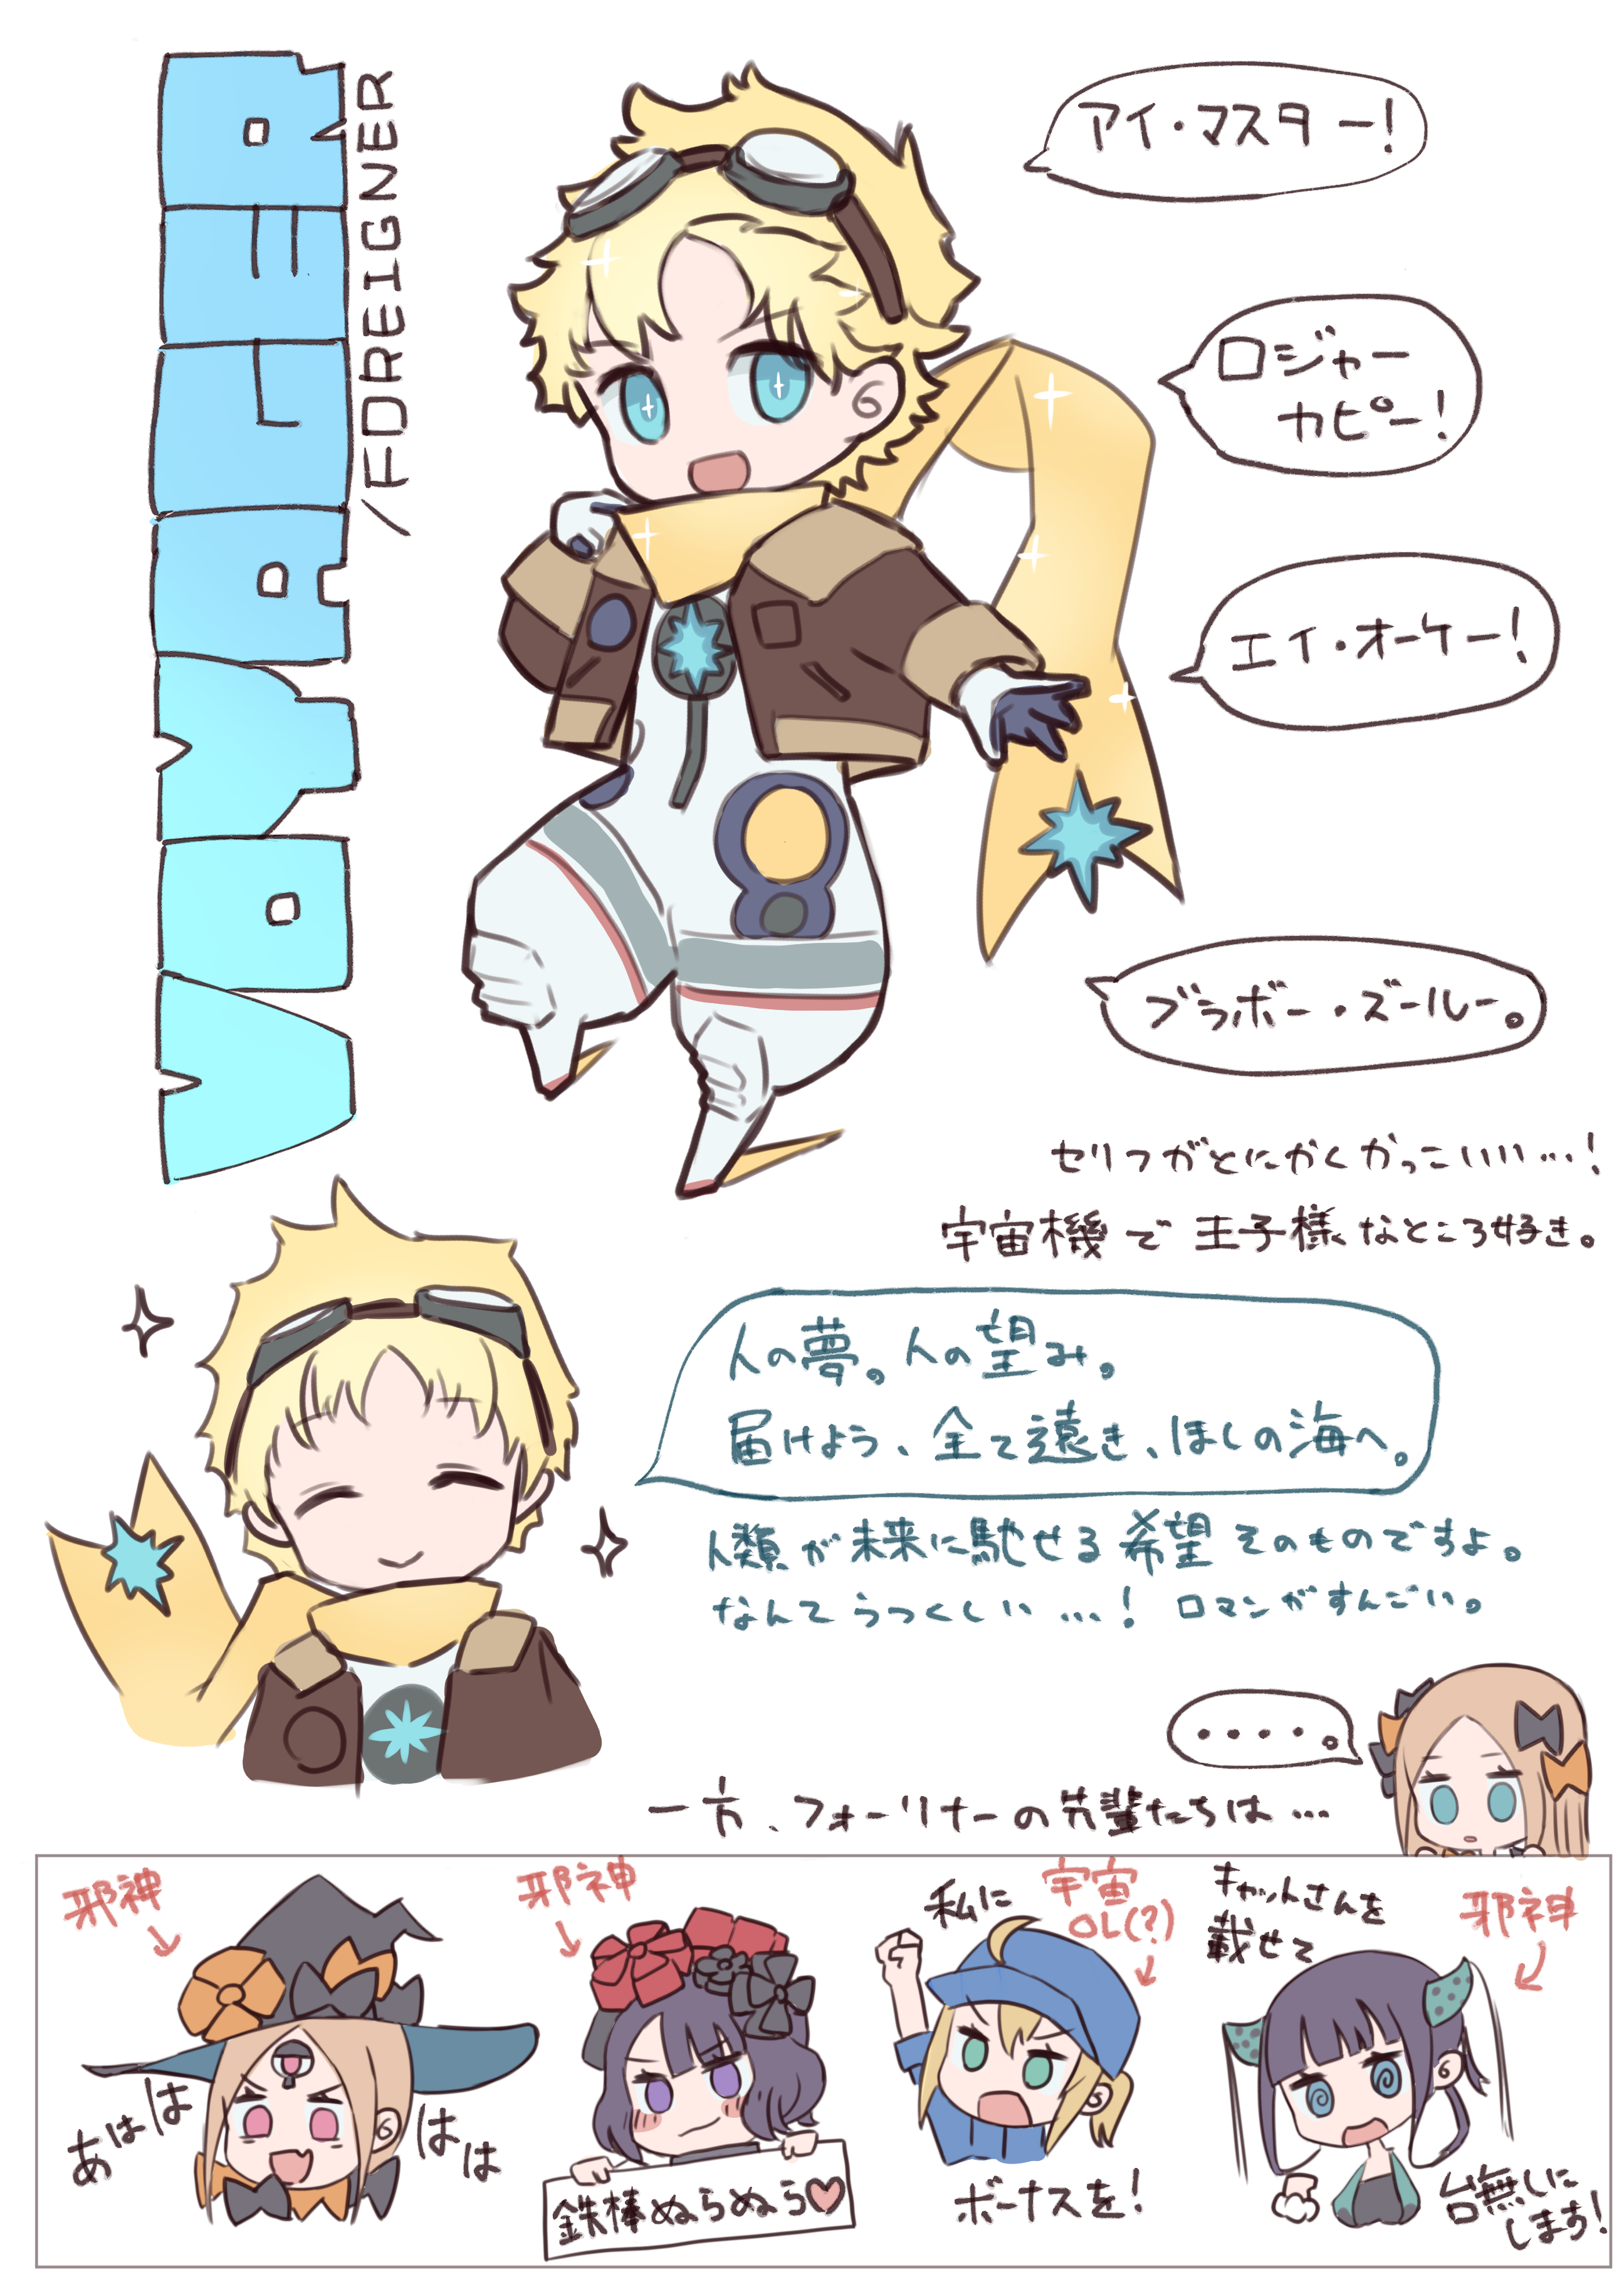 VOYAGER
/FOREIGNER
アイ・マスター!
ロジャー
カピー!
エイ・オーケー!
ブラボー・ズールー。
セリフがとにかくかっこいい…!
宇宙機で王子様なところ好き。
人の夢。人の望み。
届けよう、全て遠き、ほしの海へ。
人類が未来に馳せる希望そのものですよ。
なんてうつくしい…!ロマンがすんごい。
・・・・。
一方、フォーリナーの先輩たちは…
邪神
あはは
はは
邪神
鉄棒ぬらぬら♥
私に
宇宙
OL(?)
ボーナスを!
キャットさんを
載せて
邪神
台無しに
します!